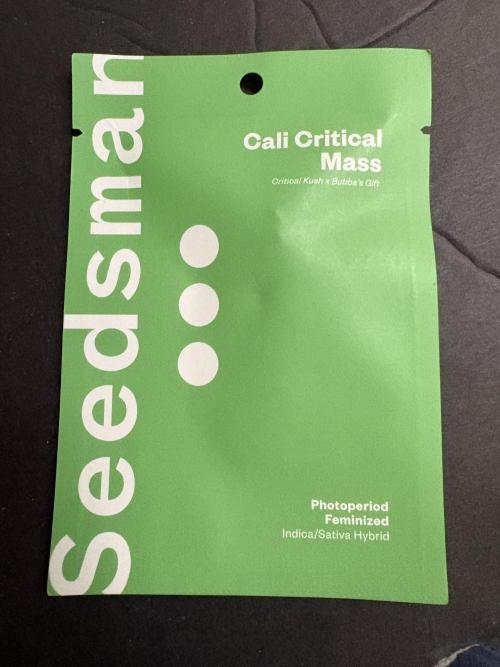 Seedsman
Cali Critical
Mass
Critical Kush x Bubba's Gift
Photoperiod
Feminized
Indica/Sativa Hybrid